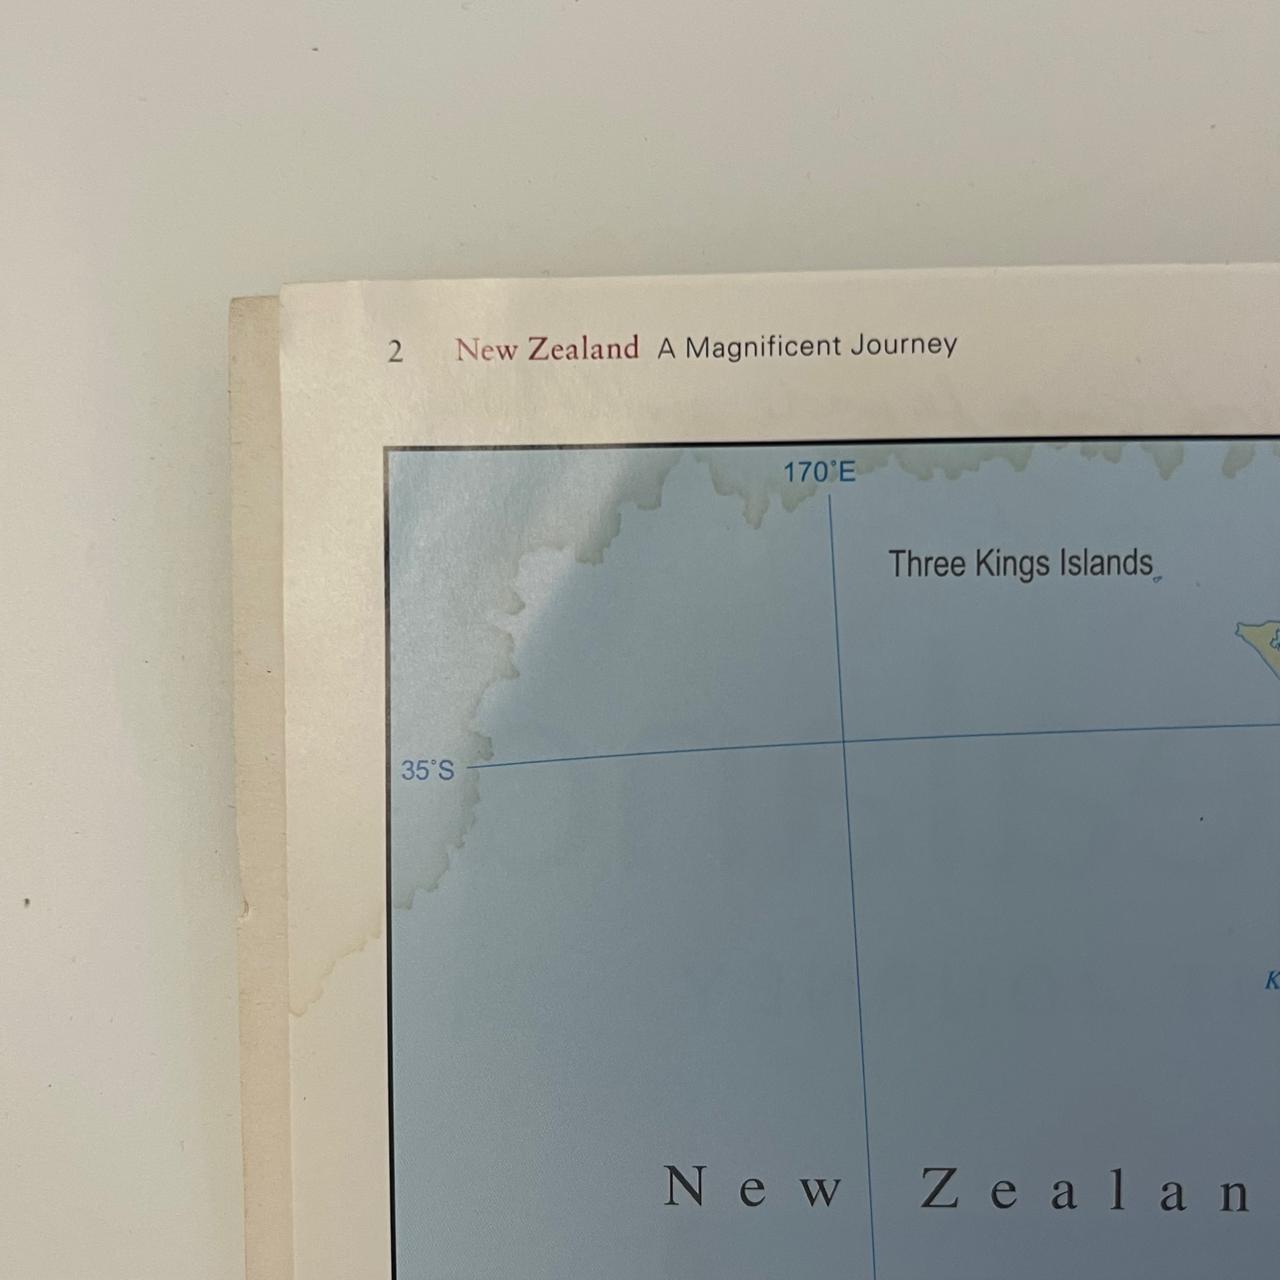 2 New Zealand A Magnificent Journey
170°E
Three Kings Islands
35°S
K
New Zealan